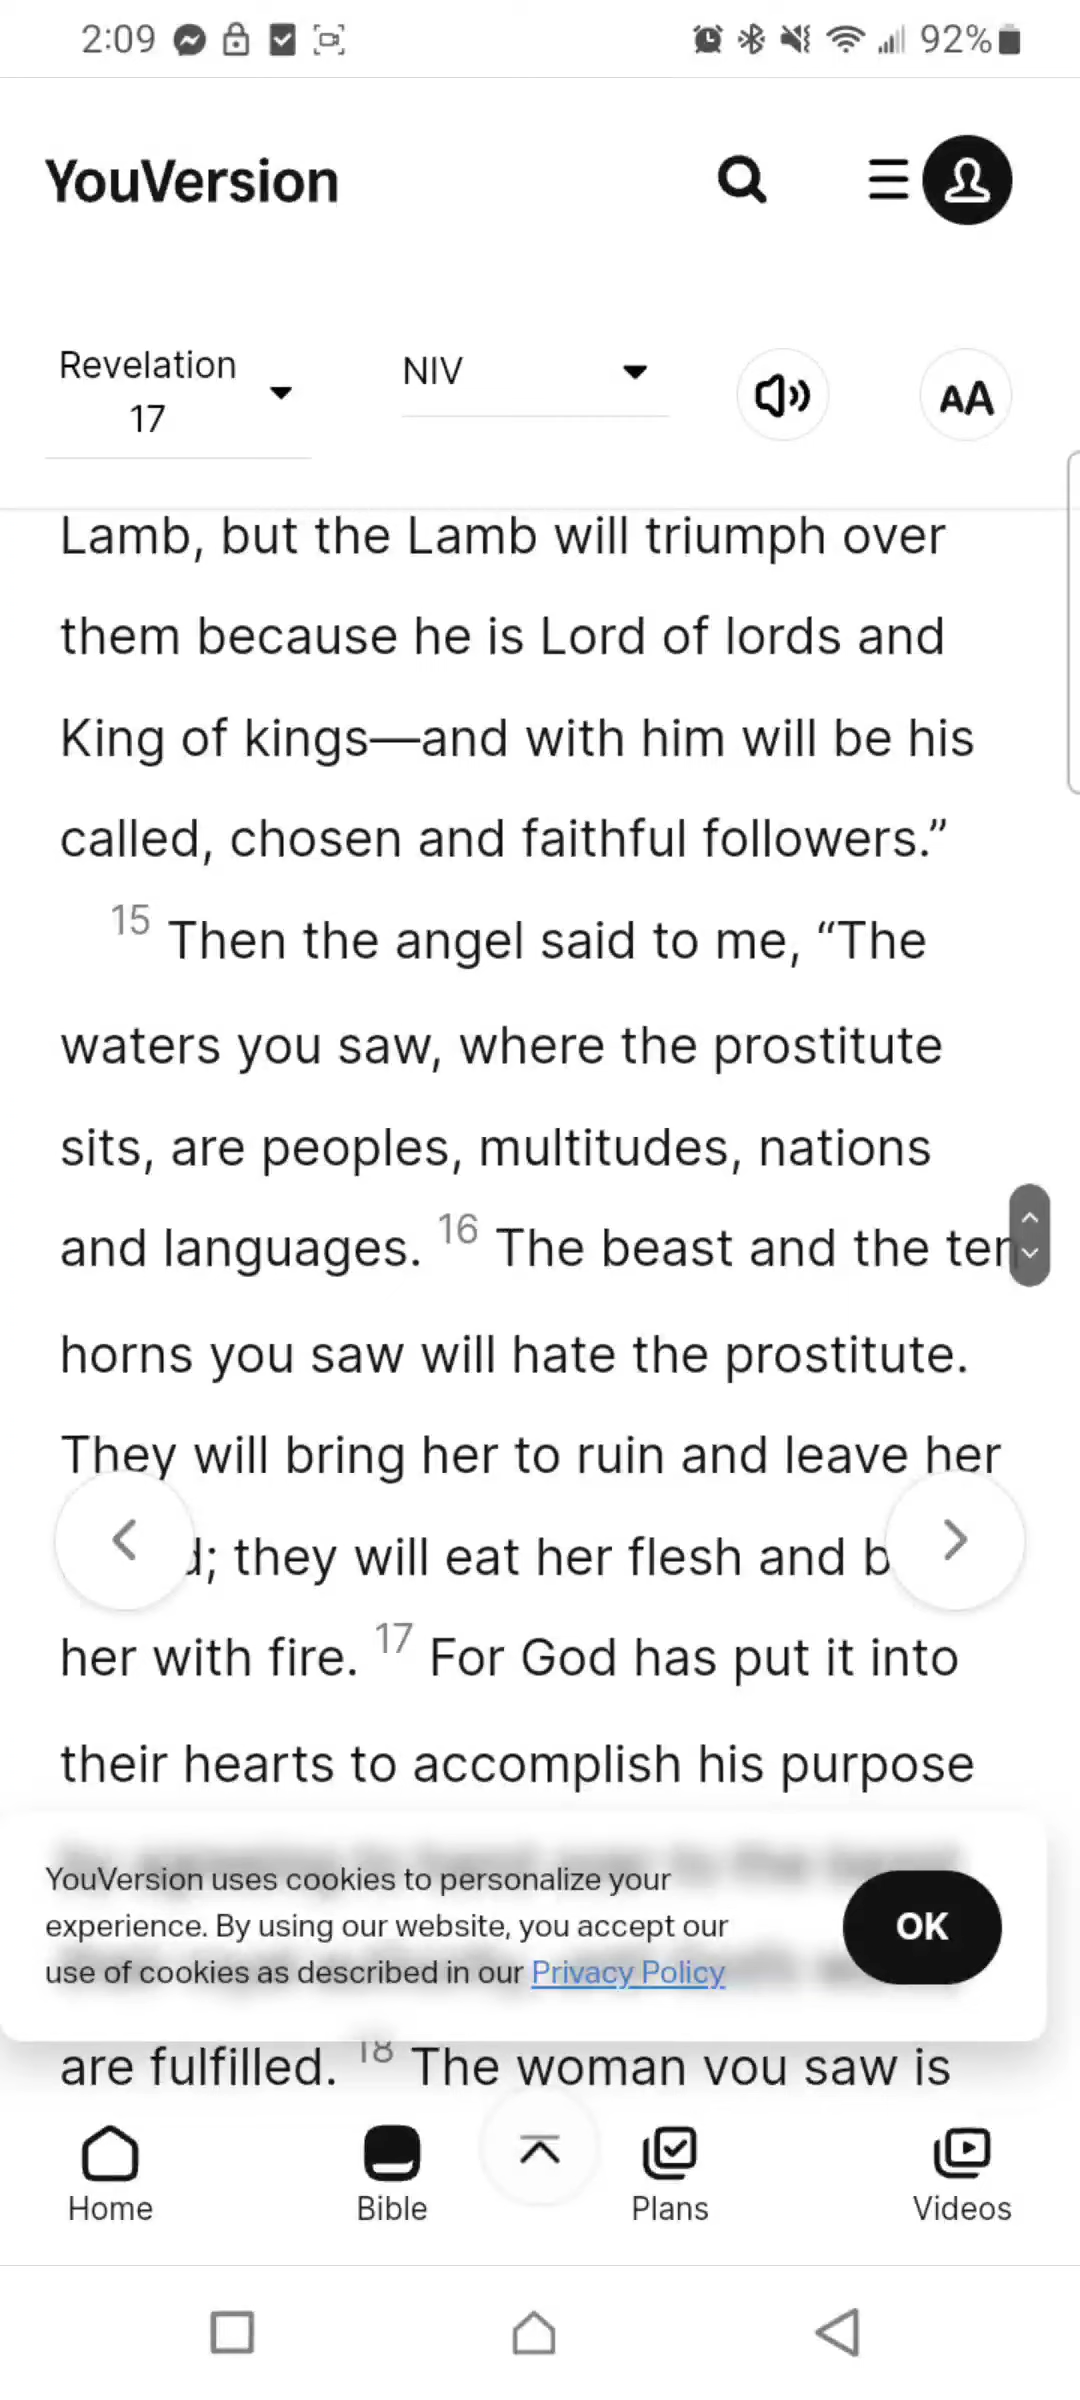 2:09 92%
YouVersion
Revelation
17
NIV
AA
Lamb, but the Lamb will triumph over
them because he is Lord of lords and
King of kings—and with him will be his
called, chosen and faithful followers.”
15 Then the angel said to me, “The
waters you saw, where the prostitute
sits, are peoples, multitudes, nations
and languages. 16 The beast and the ten
horns you saw will hate the prostitute.
They will bring her to ruin and leave her
they will eat her flesh and
her with fire. 17 For God has put it into
their hearts to accomplish his purpose
YouVersion uses cookies to personalize your
experience. By using our website, you accept our
use of cookies as described in our Privacy Policy
OK
are fulfilled. 18 The woman you saw is
Home Bible Plans Videos